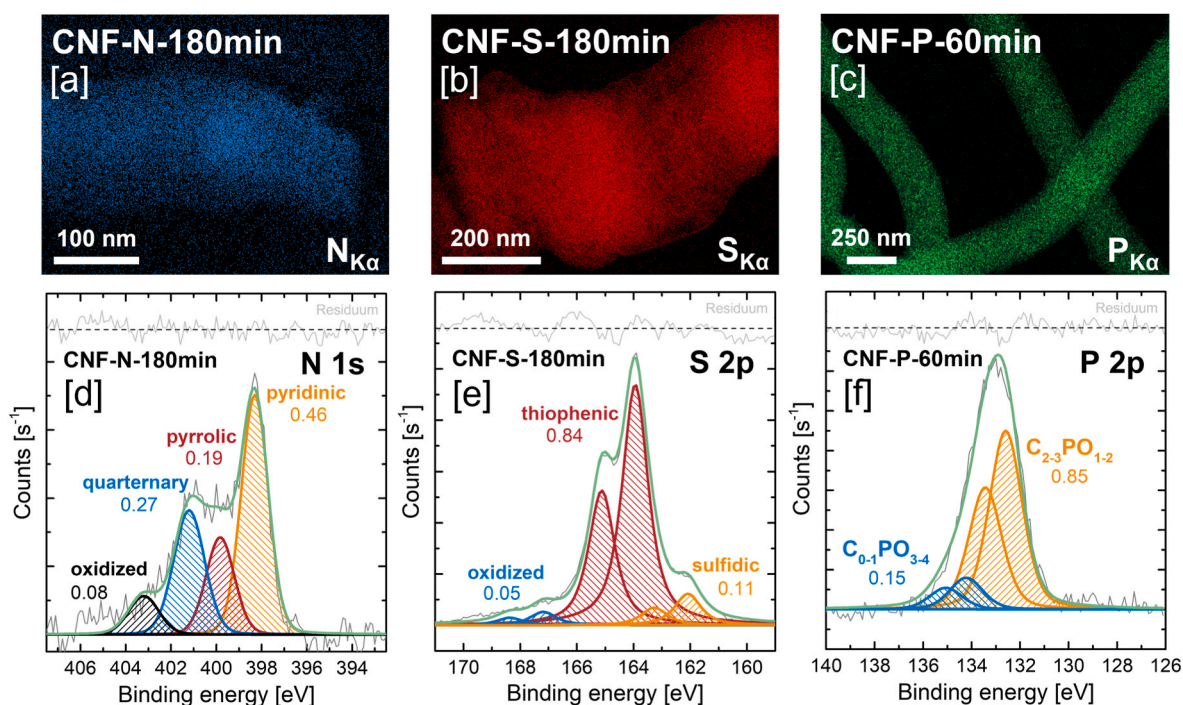 CNF-N-180min
[a]
100 nm
N Kα
CNF-S-180min
[b]
200 nm
S Kα
CNF-P-60min
[c]
250 nm
P Kα
Residuum
CNF-N-180min
N 1s
[d]
pyridinic
0.46
pyrrolic
0.19
quarternary
0.27
oxidized
0.08
Counts [s⁻¹]
406 404 402 400 398 396 394
Binding energy [eV]
Residuum
CNF-S-180min
S 2p
[e]
thiophenic
0.84
oxidized
0.05
sulfidic
0.11
Counts [s⁻¹]
170 168 166 164 162 160
Binding energy [eV]
Residuum
CNF-P-60min
P 2p
[f]
C₂₋₃PO₁₋₂
0.85
C₀₋₁PO₃₋₄
0.15
Counts [s⁻¹]
140 138 136 134 132 130 128 126
Binding energy [eV]